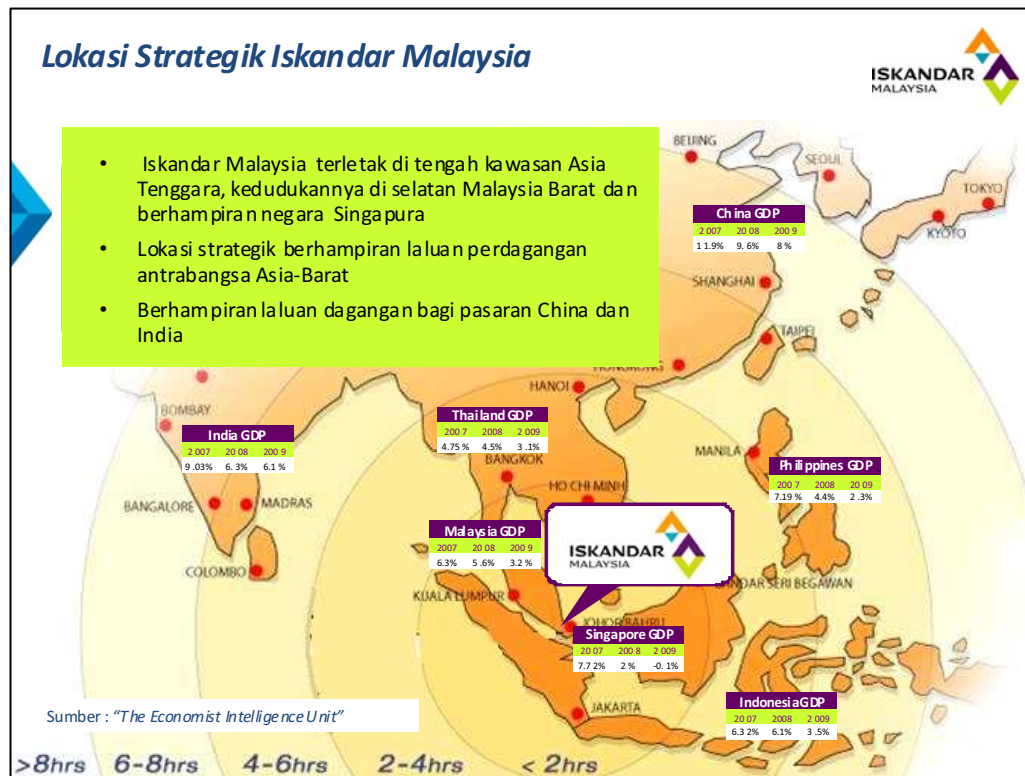 Lokasi Strategik Iskandar Malaysia
ISKANDAR
MALAYSIA
• Iskandar Malaysia terletak di tengah kawasan Asia
Tenggara, kedudukannya di selatan Malaysia Barat dan
berhampiran negara Singapura
• Lokasi strategik berhampiran laluan perdagangan
antrabangsa Asia-Barat
• Berhampiran laluan dagangan bagi pasaran China dan
India
BEIJING
SEOUL
TOKYO
KYOTO
China GDP
2007 2008 2009
11.9% 9.6% 8%
SHANGHAI
TAIPEI
HONGKONG
HANOI
BOMBAY
India GDP
2007 2008 2009
9.03% 6.3% 6.1%
Thailand GDP
2007 2008 2009
4.75% 4.5% 3.1%
BANGKOK
MANILA
Philippines GDP
2007 2008 2009
7.19% 4.4% 2.3%
HO CHI MINH
BANGALORE
MADRAS
COLOMBO
Malaysia GDP
2007 2008 2009
6.3% 5.6% 3.2%
ISKANDAR
MALAYSIA
KUALA LUMPUR
SERI BEGAWAN
JOHOR BAHRU
Singapore GDP
2007 2008 2009
7.72% 2% -0.1%
JAKARTA
Indonesia GDP
2007 2008 2009
6.32% 6.1% 3.5%
Sumber : “The Economist Intelligence Unit”
>8hrs 6-8hrs 4-6hrs 2-4hrs < 2hrs